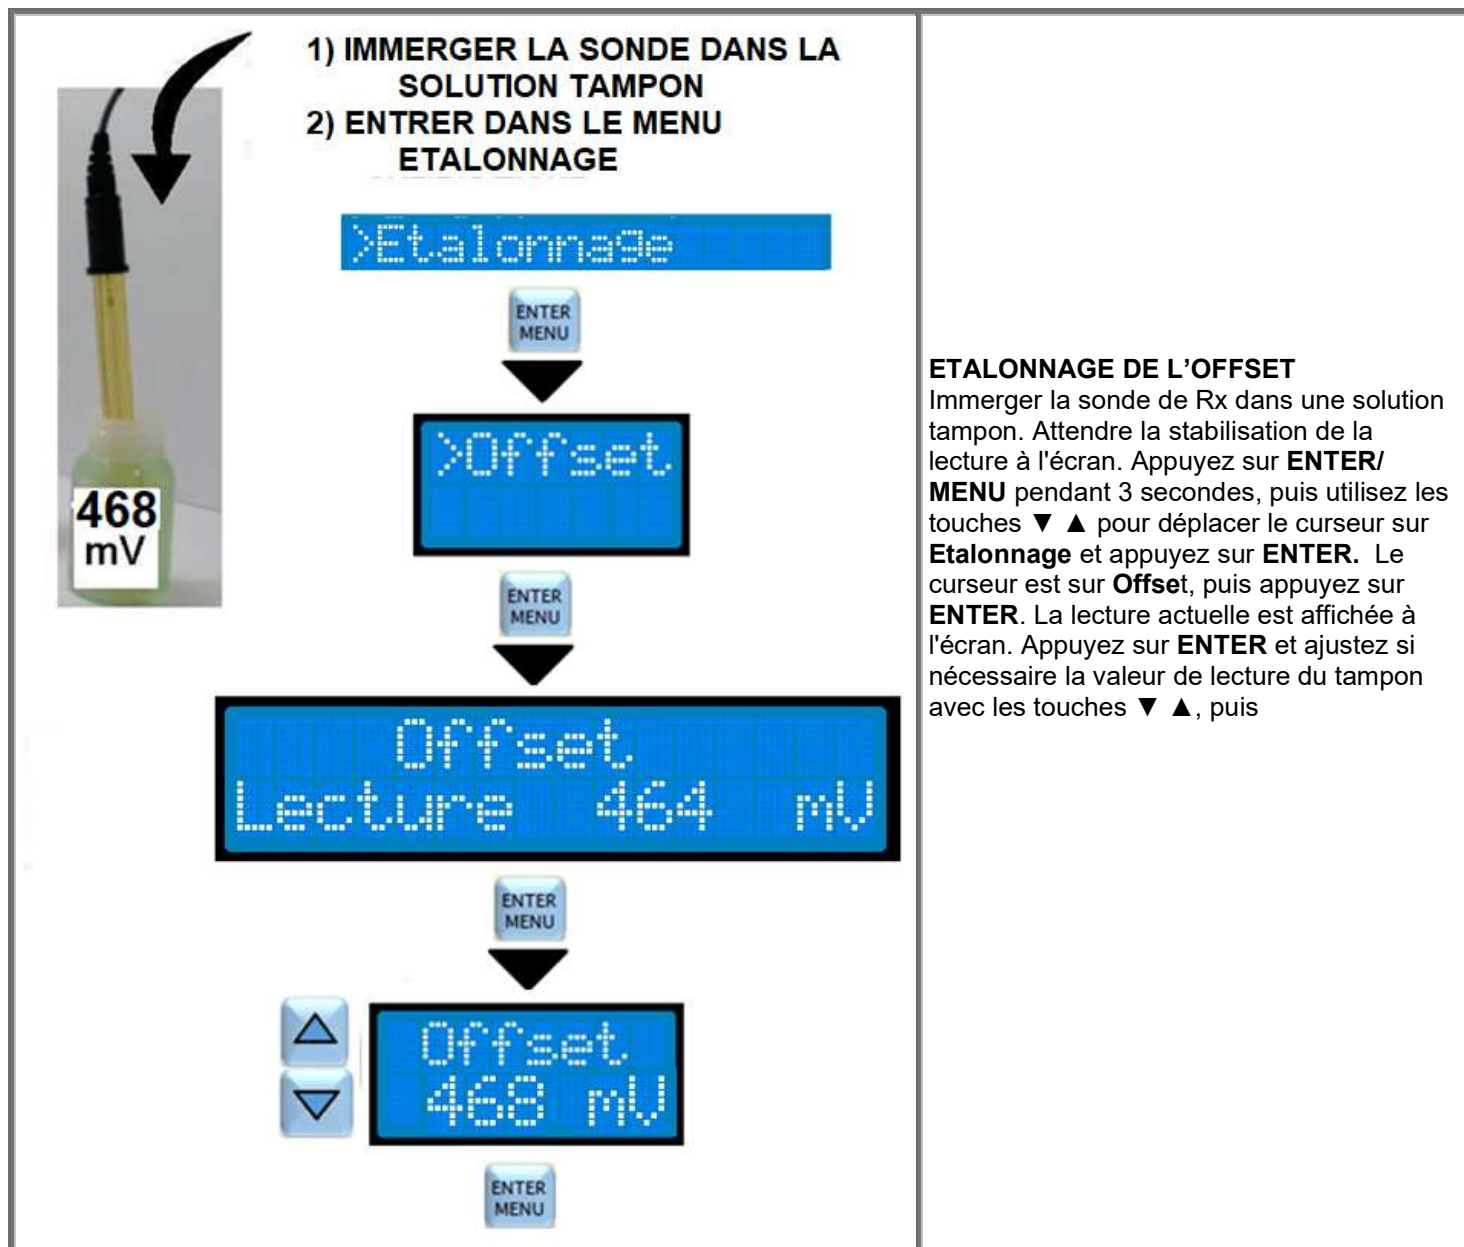 1) IMMERGER LA SONDE DANS LA
SOLUTION TAMPON
2) ENTRER DANS LE MENU
ETALONNAGE
468
mV
>Etalonnage
ENTER
MENU
>Offset
ENTER
MENU
Offset
Lecture 464 mV
ENTER
MENU
Offset
468 mV
ENTER
MENU
ETALONNAGE DE L’OFFSET
Immerger la sonde de Rx dans une solution
tampon. Attendre la stabilisation de la
lecture à l'écran. Appuyez sur ENTER/
MENU pendant 3 secondes, puis utilisez les
touches ▼ ▲ pour déplacer le curseur sur
Etalonnage et appuyez sur ENTER. Le
curseur est sur Offset, puis appuyez sur
ENTER. La lecture actuelle est affichée à
l'écran. Appuyez sur ENTER et ajustez si
nécessaire la valeur de lecture du tampon
avec les touches ▼ ▲, puis